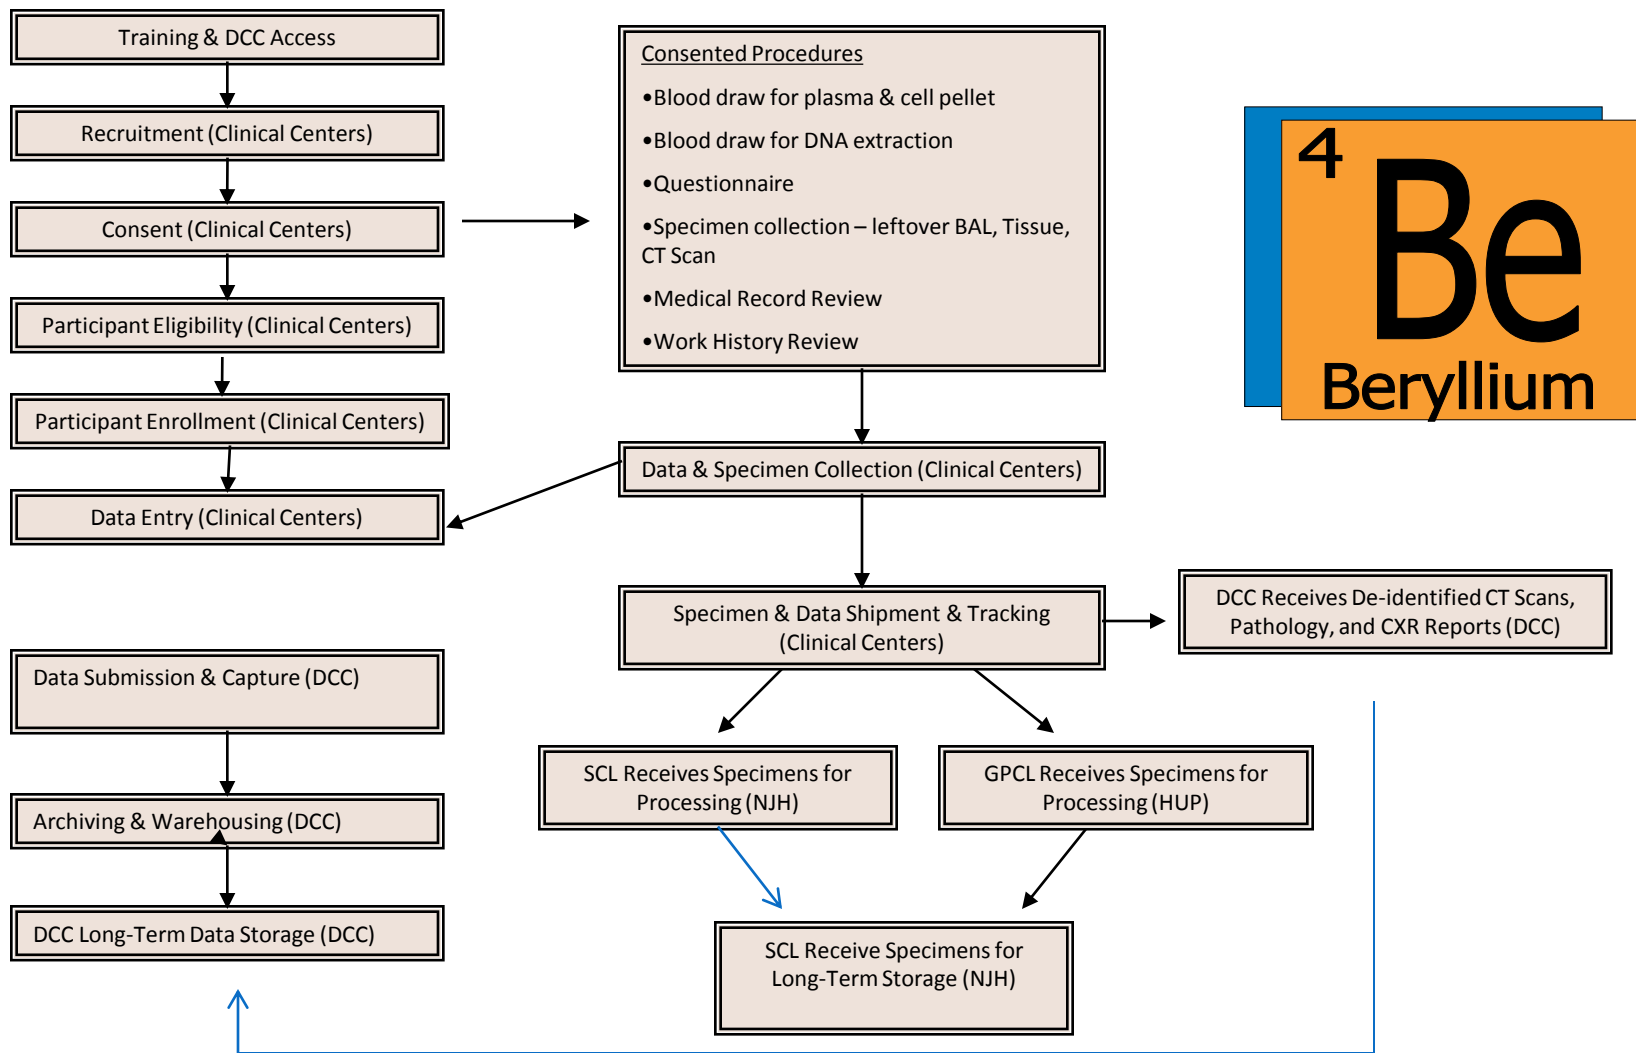 Training & DCC Access
Recruitment (Clinical Centers)
Consent (Clinical Centers)
Participant Eligibility (Clinical Centers)
Participant Enrollment (Clinical Centers)
Data Entry (Clinical Centers)
Data Submission & Capture (DCC)
Archiving & Warehousing (DCC)
DCC Long-Term Data Storage (DCC)
Consented Procedures
•Blood draw for plasma & cell pellet
•Blood draw for DNA extraction
•Questionnaire
•Specimen collection – leftover BAL, Tissue,
CT Scan
•Medical Record Review
•Work History Review
Data & Specimen Collection (Clinical Centers)
Specimen & Data Shipment & Tracking
(Clinical Centers)
DCC Receives De-identified CT Scans,
Pathology, and CXR Reports (DCC)
SCL Receives Specimens for
Processing (NJH)
GPCL Receives Specimens for
Processing (HUP)
SCL Receive Specimens for
Long-Term Storage (NJH)
4
Be
Beryllium